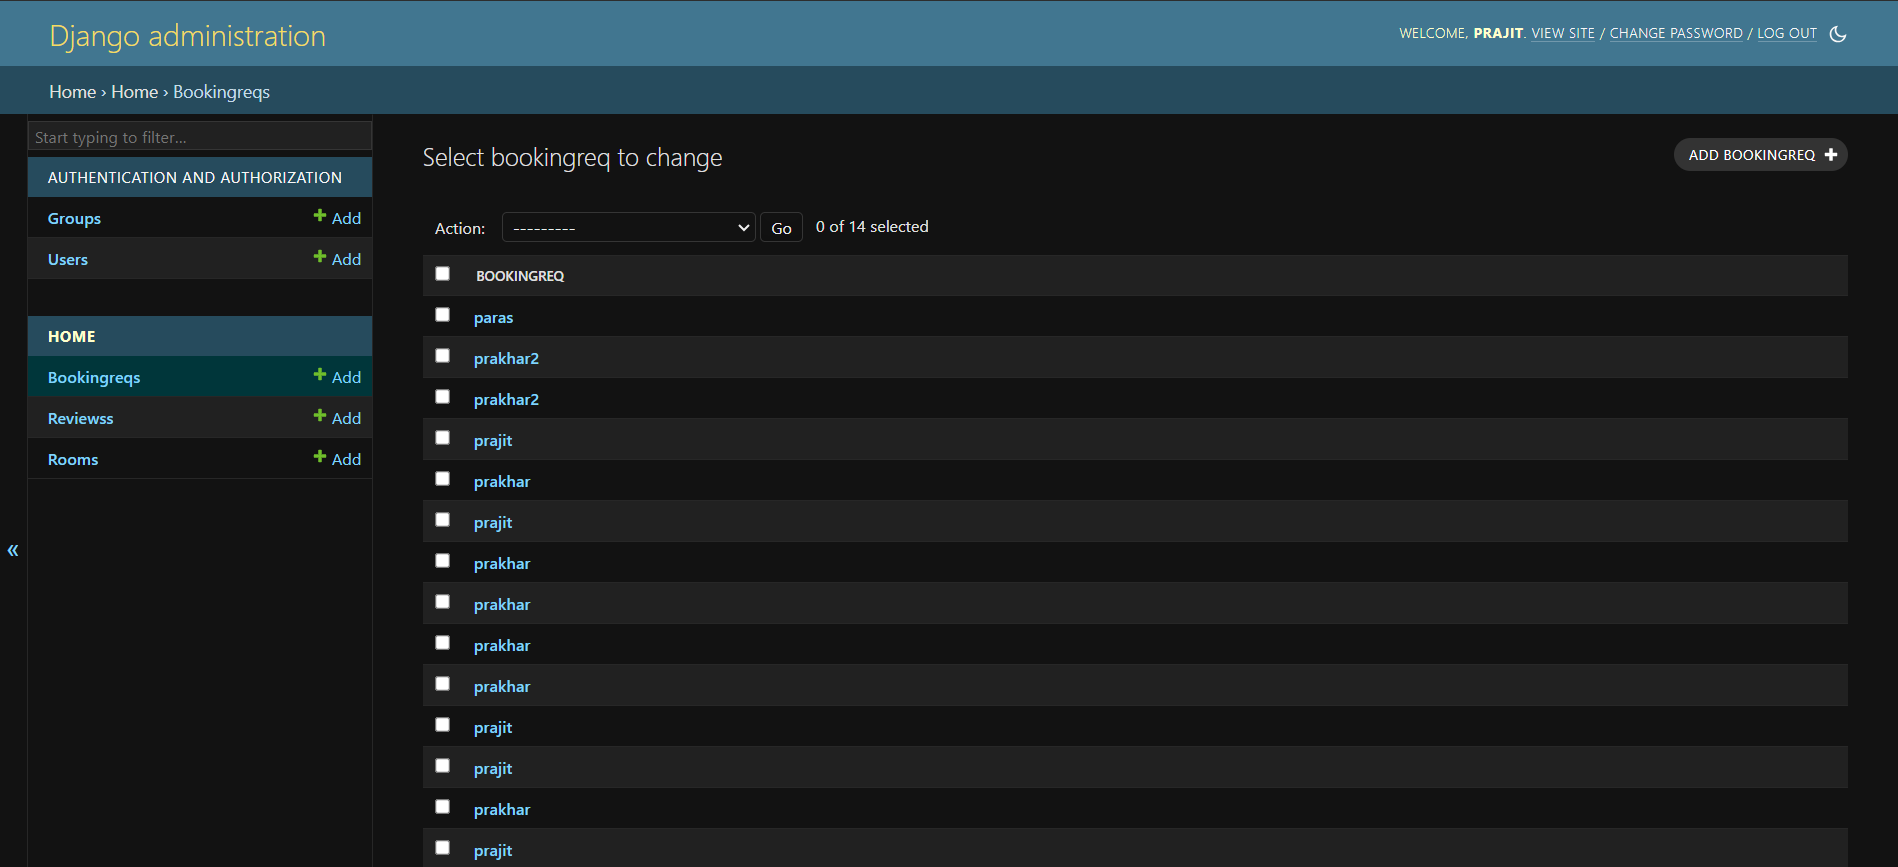 Django administration
WELCOME, PRAJIT. VIEW SITE / CHANGE PASSWORD / LOG OUT
Home › Home › Bookingreqs
Start typing to filter...
AUTHENTICATION AND AUTHORIZATION
Groups + Add
Users + Add
HOME
Bookingreqs + Add
Reviewss + Add
Rooms + Add
«
Select bookingreq to change
ADD BOOKINGREQ +
Action: --------- Go 0 of 14 selected
BOOKINGREQ
paras
prakhar2
prakhar2
prajit
prakhar
prajit
prakhar
prakhar
prakhar
prakhar
prajit
prajit
prakhar
prajit